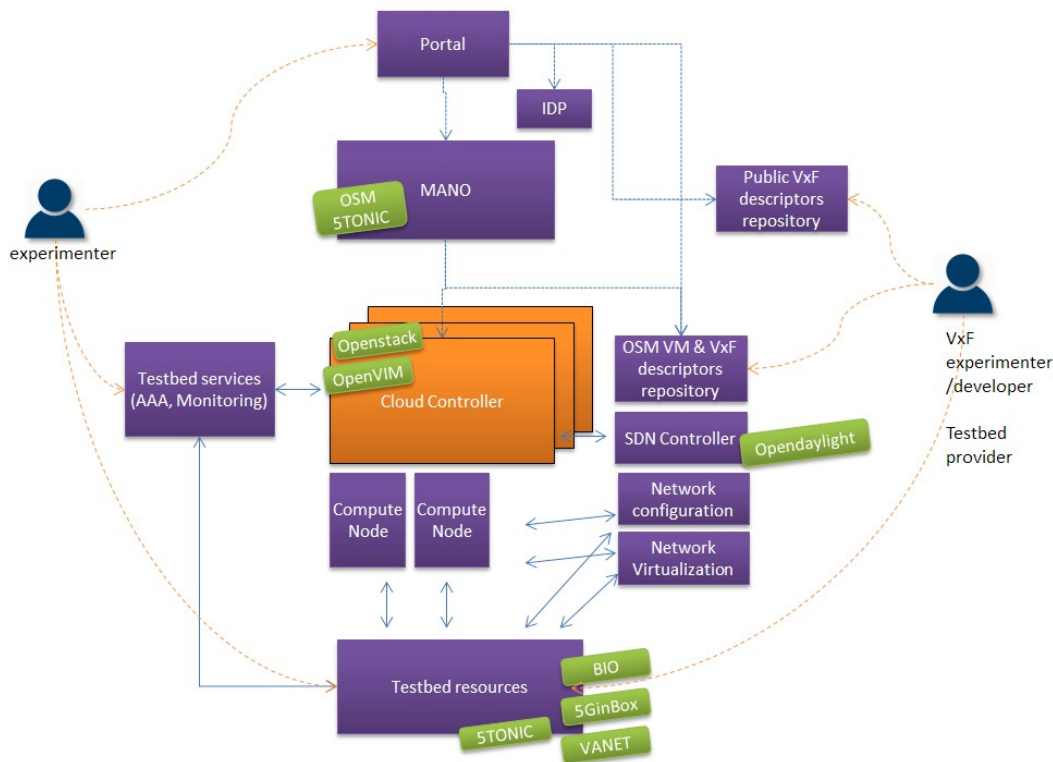 Portal
IDP
MANO
OSM
5TONIC
Public VxF
descriptors
repository
experimenter
Openstack
OpenVIM
Cloud Controller
Testbed services
(AAA, Monitoring)
OSM VM & VxF
descriptors
repository
VxF
experimenter
/developer
Testbed
provider
SDN Controller
Opendaylight
Compute
Node
Compute
Node
Network
configuration
Network
Virtualization
Testbed resources
BIO
5GinBox
5TONIC
VANET